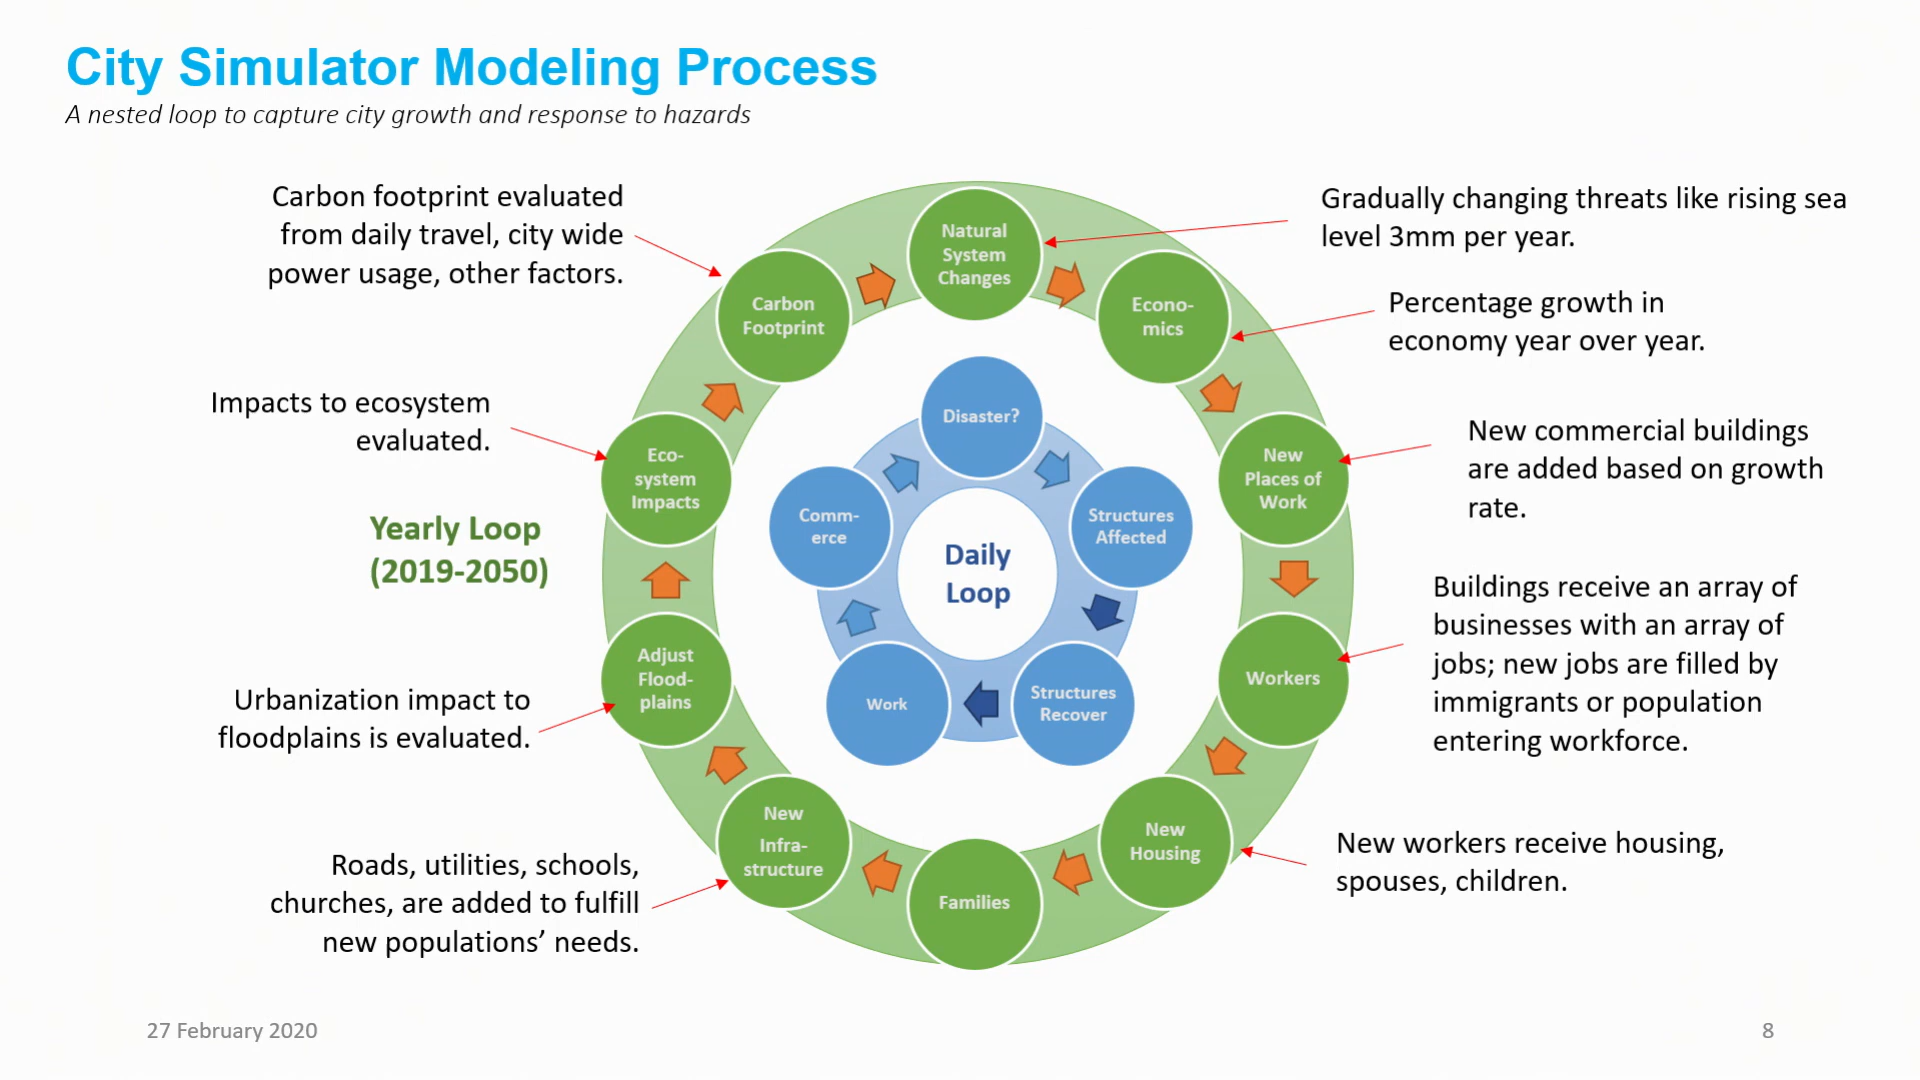 City Simulator Modeling Process
A nested loop to capture city growth and response to hazards
Carbon footprint evaluated
from daily travel, city wide
power usage, other factors.
Impacts to ecosystem
evaluated.
Yearly Loop
(2019-2050)
Urbanization impact to
floodplains is evaluated.
Roads, utilities, schools,
churches, are added to fulfill
new populations’ needs.
Natural
System
Changes
Econo-
mics
New
Places of
Work
Workers
New
Housing
Families
New
Infra-
structure
Adjust
Flood-
plains
Eco-
system
Impacts
Carbon
Footprint
Disaster?
Structures
Affected
Structures
Recover
Work
Comm-
erce
Daily
Loop
Gradually changing threats like rising sea
level 3mm per year.
Percentage growth in
economy year over year.
New commercial buildings
are added based on growth
rate.
Buildings receive an array of
businesses with an array of
jobs; new jobs are filled by
immigrants or population
entering workforce.
New workers receive housing,
spouses, children.
27 February 2020
8